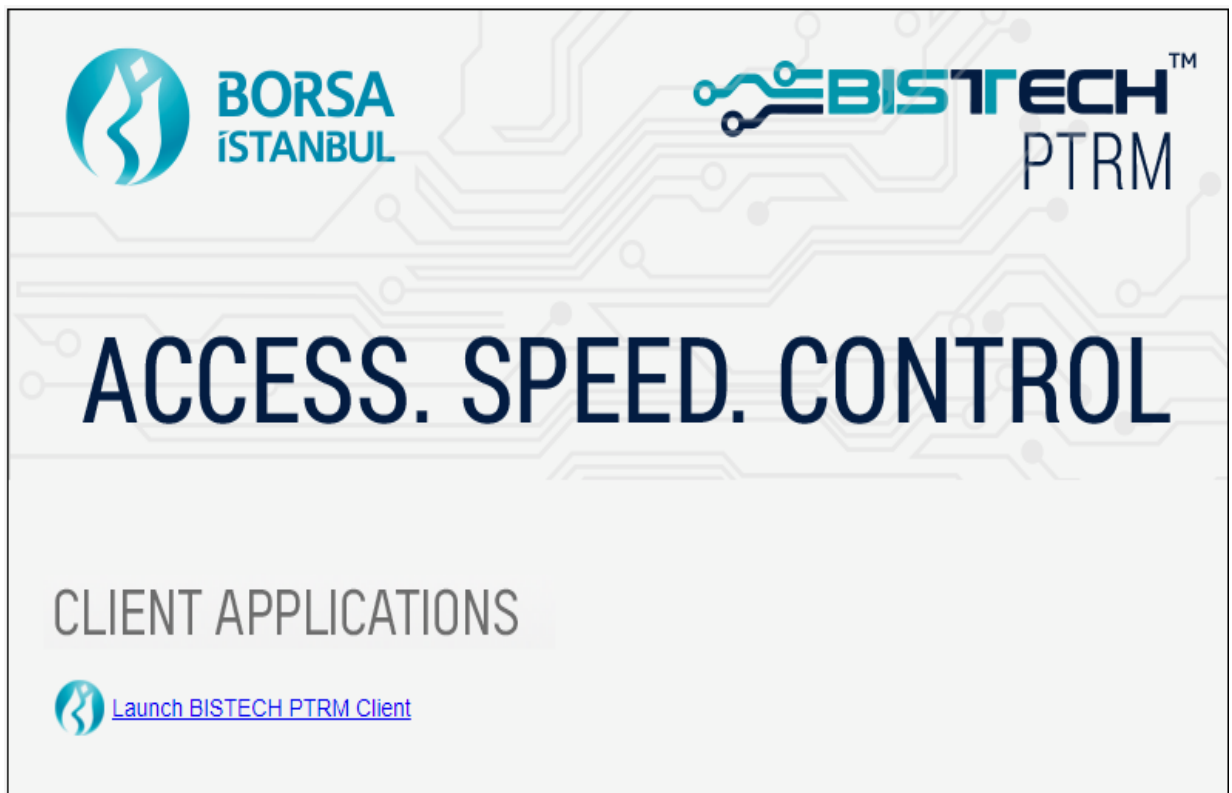 BORSA
İSTANBUL
BISTECH™
PTRM
ACCESS. SPEED. CONTROL
CLIENT APPLICATIONS
Launch BISTECH PTRM Client